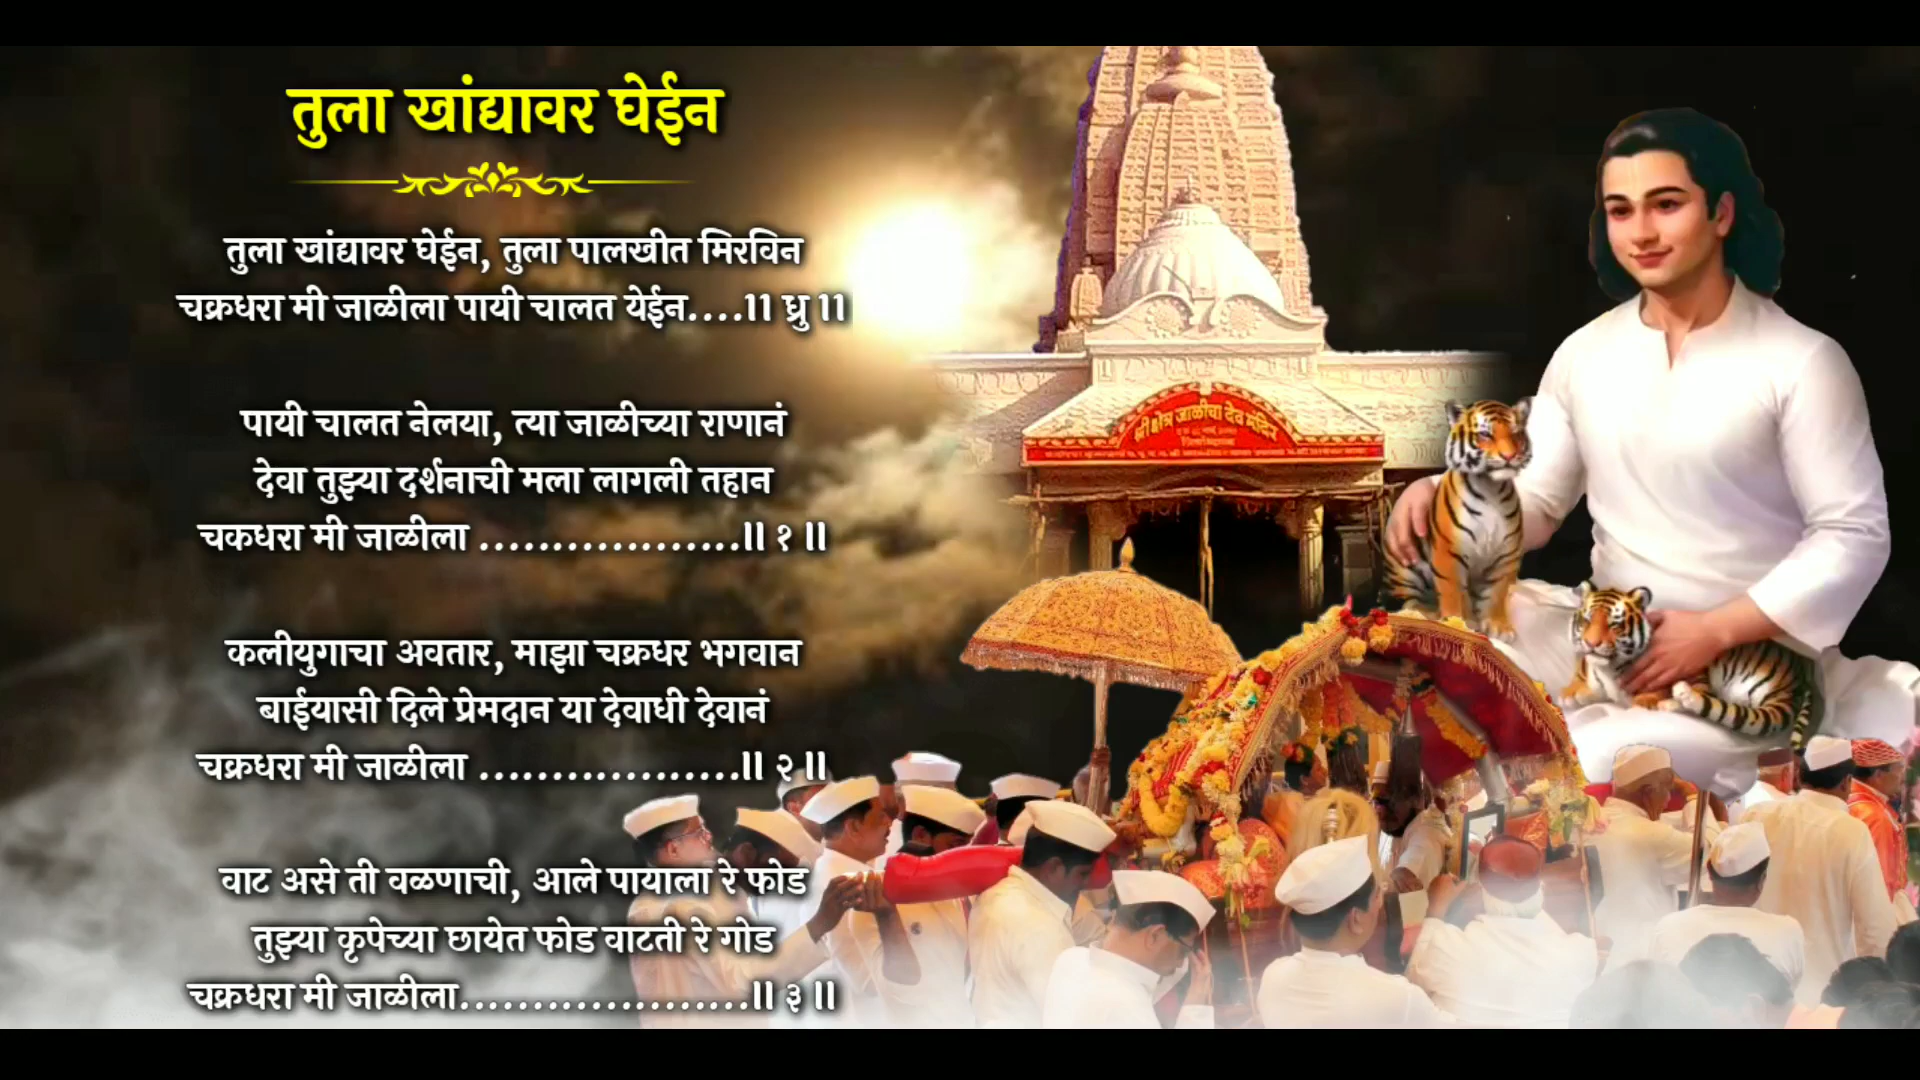 तुला खांद्यावर घेईन
तुला खांद्यावर घेईन, तुला पालखीत मिरविन
चक्रधरा मी जाळीला पायी चालत येईन....।। ध्रु ।।
पायी चालत नेलया, त्या जाळीच्या राणानं
देवा तुझ्या दर्शनाची मला लागली तहान
चकधरा मी जाळीला ..................॥ १ ॥
कलीयुगाचा अवतार, माझा चक्रधर भगवान
बाईयासी दिले प्रेमदान या देवाधी देवानं
चक्रधरा मी जाळीला ..................॥ २ ॥
वाट असे ती वळणाची, आले पायाला रे फोड
तुझ्या कृपेच्या छायेत फोड वाटती रे गोड
चक्रधरा मी जाळीला....................॥ ३ ॥
श्री क्षेत्र जाळीचा देव मंदिर